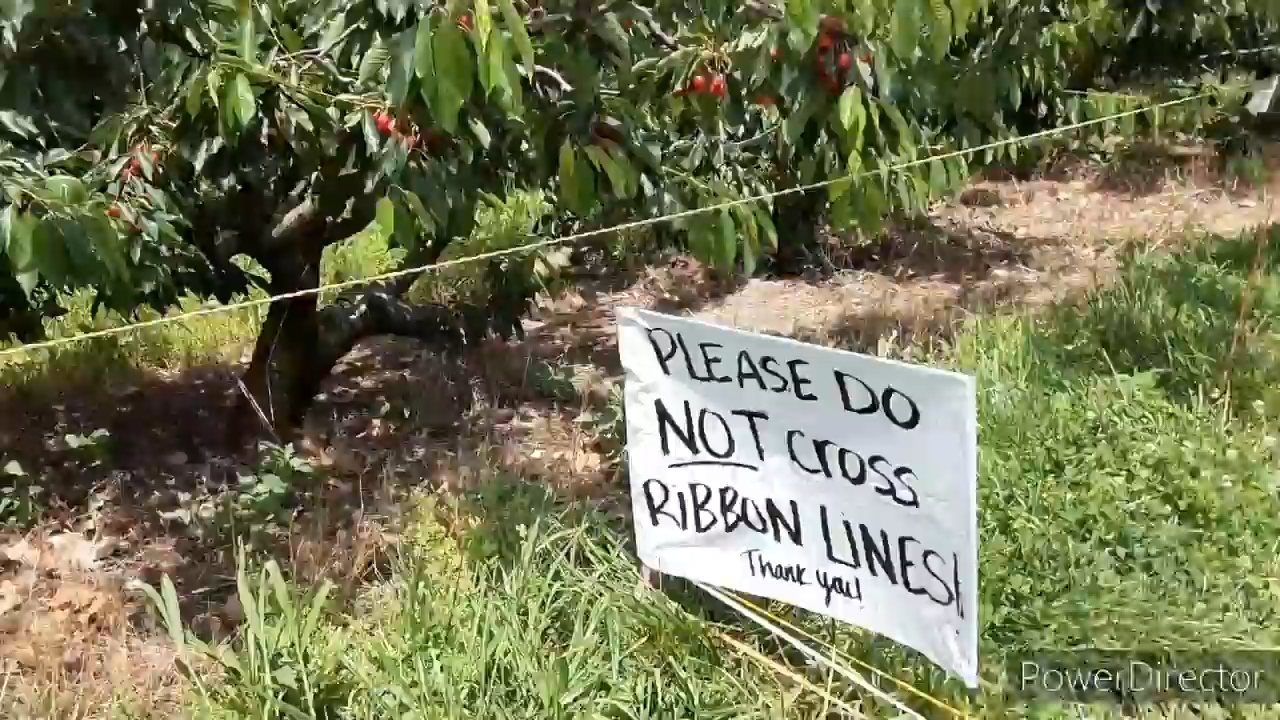 PLEASE DO
NOT cross
RiBBON LINES!
Thank you!
PowerDirector